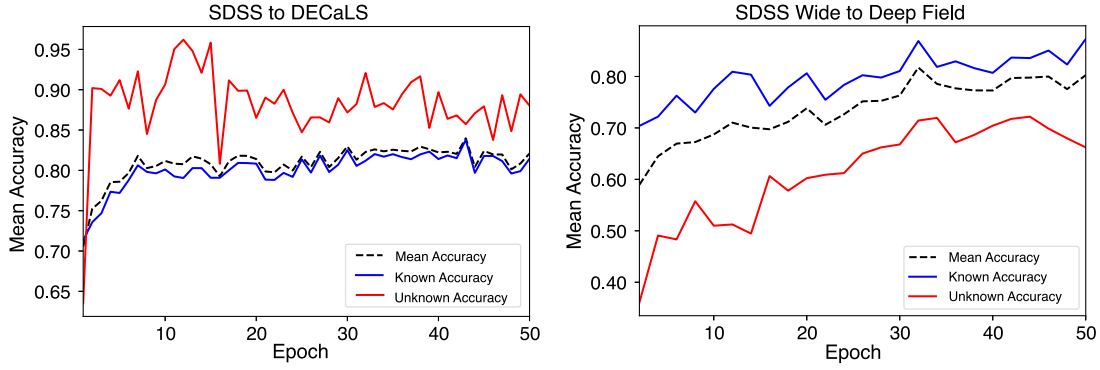 SDSS to DECaLS
Mean Accuracy
0.95
0.90
0.85
0.80
0.75
0.70
0.65
Mean Accuracy
Known Accuracy
Unknown Accuracy
10
20
30
40
50
Epoch
SDSS Wide to Deep Field
Mean Accuracy
0.80
0.70
0.60
0.50
0.40
Mean Accuracy
Known Accuracy
Unknown Accuracy
10
20
30
40
50
Epoch